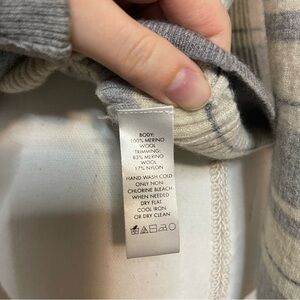 BODY:
100% MERINO
WOOL
TRIMMING:
83% MERINO
WOOL
17% NYLON
HAND WASH COLD
ONLY NON-
CHLORINE BLEACH
WHEN NEEDED
DRY FLAT
COOL IRON
OR DRY CLEAN